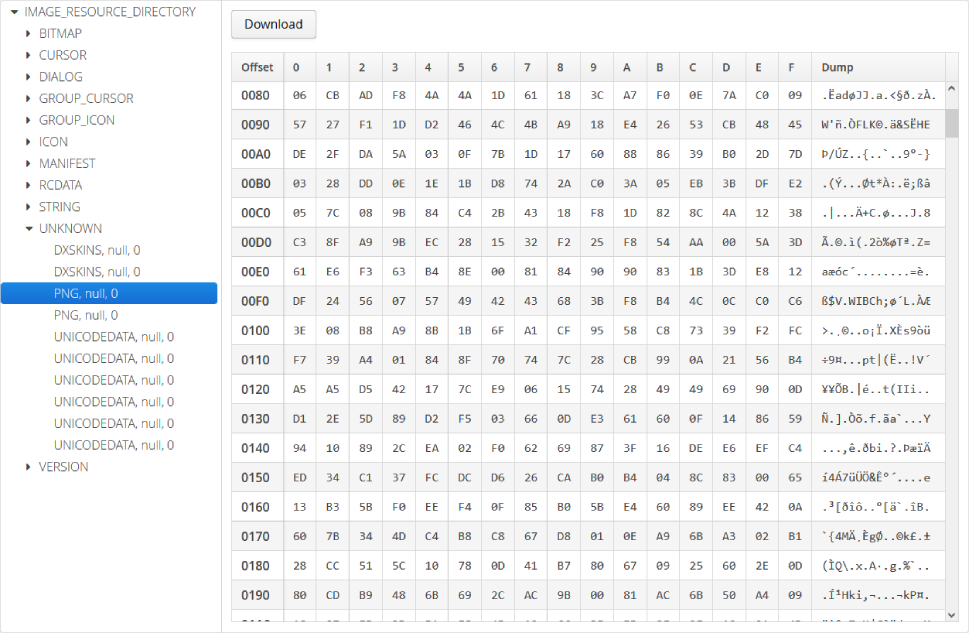 IMAGE_RESOURCE_DIRECTORY
BITMAP
CURSOR
DIALOG
GROUP_CURSOR
GROUP_ICON
ICON
MANIFEST
RCDATA
STRING
UNKNOWN
DXSKINS, null, 0
DXSKINS, null, 0
PNG, null, 0
PNG, null, 0
UNICODEDATA, null, 0
UNICODEDATA, null, 0
UNICODEDATA, null, 0
UNICODEDATA, null, 0
UNICODEDATA, null, 0
UNICODEDATA, null, 0
VERSION
Download
Offset 0 1 2 3 4 5 6 7 8 9 A B C D E F Dump
0080 06 CB AD F8 4A 4A 1D 61 18 3C A7 F0 0E 7A C0 09 .ËadøJJ.a.<§ð.zÀ.
0090 57 27 F1 1D D2 46 4C 4B A9 18 E4 26 53 CB 48 45 W'ñ.ÒFLK©.ä&SËHE
00A0 DE 2F DA 5A 03 0F 7B 1D 17 60 88 86 39 B0 2D 7D Þ/ÚZ..{..`..9°-}
00B0 03 28 DD 0E 1E 1B D8 74 2A C0 3A 05 EB 3B DF E2 .(Ý...Øt*À:.ë;ßâ
00C0 05 7C 08 9B 84 C4 2B 43 18 F8 1D 82 8C 4A 12 38 .|...Ä+C.ø...J.8
00D0 C3 8F A9 9B EC 28 15 32 F2 25 F8 54 AA 00 5A 3D Ã.©.ì(.2ò%øTª.Z=
00E0 61 E6 F3 63 B4 8E 00 81 84 90 90 83 1B 3D E8 12 aæóc´........=è.
00F0 DF 24 56 07 57 49 42 43 68 3B F8 B4 4C 0C C0 C6 ß$V.WIBCh;ø´L.ÀÆ
0100 3E 08 B8 A9 8B 1B 6F A1 CF 95 58 C8 73 39 F2 FC >.¸©..o¡Ï.XÈs9òü
0110 F7 39 A4 01 84 8F 70 74 7C 28 CB 99 0A 21 56 B4 ÷9¤...pt|(Ë..!V´
0120 A5 A5 D5 42 17 7C E9 06 15 74 28 49 49 69 90 0D ¥¥ÕB.|é..t(IIi..
0130 D1 2E 5D 89 D2 F5 03 66 0D E3 61 60 0F 14 86 59 Ñ.].Òõ.f.ãa`...Y
0140 94 10 89 2C EA 02 F0 62 69 87 3F 16 DE E6 EF C4 ...,ê.ðbi.?.ÞæïÄ
0150 ED 34 C1 37 FC DC D6 26 CA B0 B4 04 8C 83 00 65 í4Á7üÜÖ&Ê°´....e
0160 13 B3 5B F0 EE F4 0F 85 B0 5B E4 60 89 EE 42 0A .³[ðîô..°[ä`.îB.
0170 60 7B 34 4D C4 B8 C8 67 D8 01 0E A9 6B A3 02 B1 `{4MÄ¸ÈgØ..©k£.±
0180 28 CC 51 5C 10 78 0D 41 B7 80 67 09 25 60 2E 0D (ÌQ\.x.A·.g.%`..
0190 80 CD B9 48 6B 69 2C AC 9B 00 81 AC 6B 50 A4 09 .Í¹Hki,¬...¬kP¤.